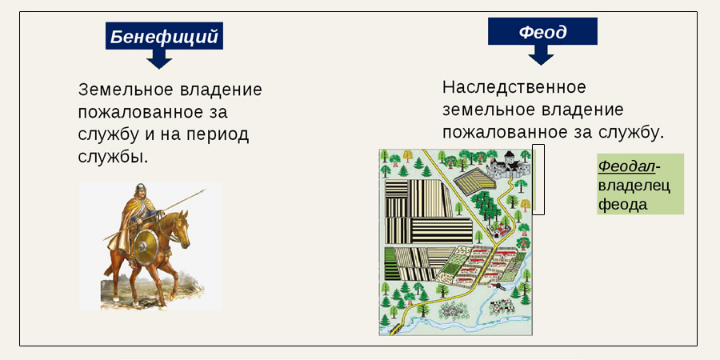 Бенефиций
Земельное владение
пожалованное за
службу и на период
службы.
Феод
Наследственное
земельное владение
пожалованное за службу.
Феодал-
владелец
феода